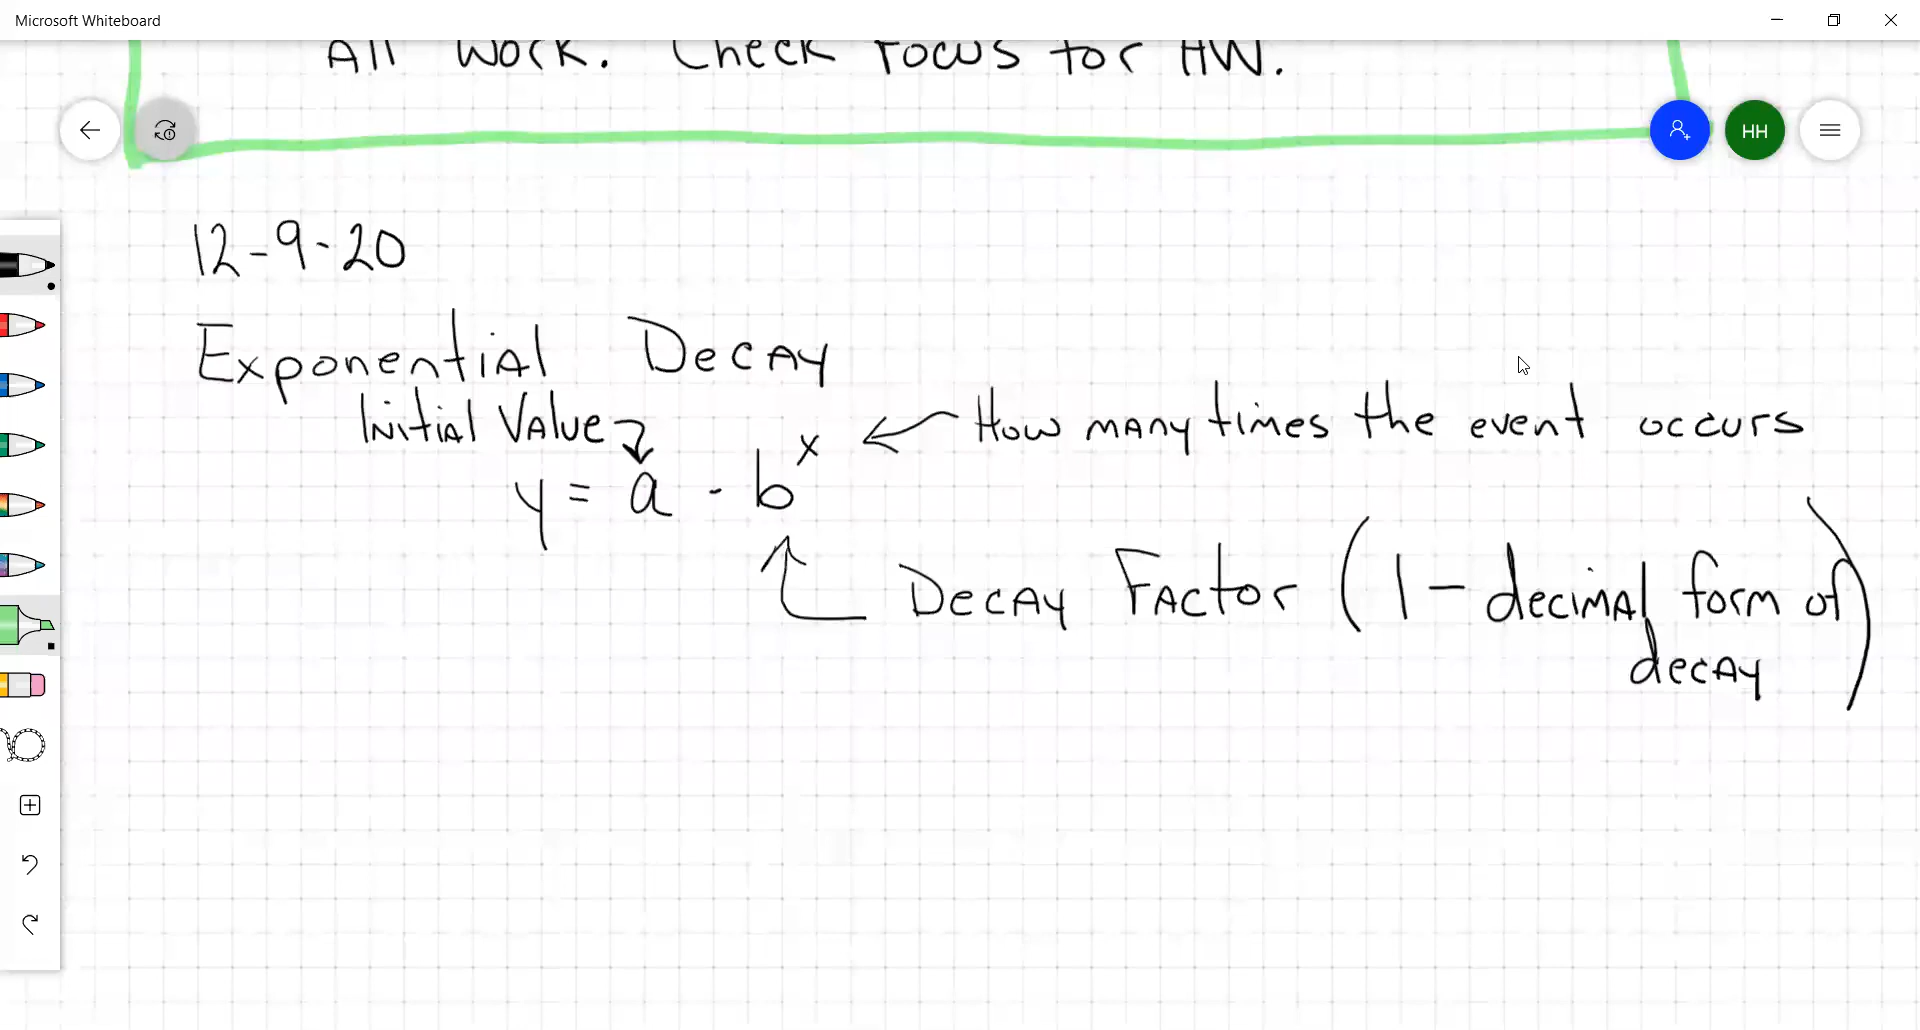 Microsoft Whiteboard
All work. Check Focus for HW.
HH
12-9-20
Exponential Decay
Initial Value
How many times the event occurs
y = a · b^x
Decay Factor (1 - decimal form of decay)